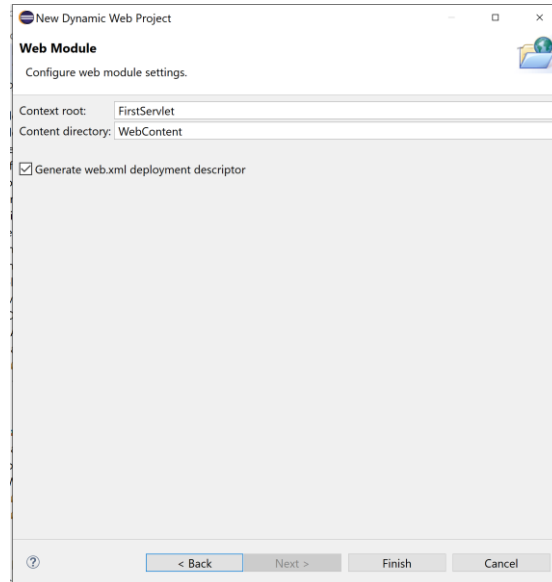 New Dynamic Web Project
Web Module
Configure web module settings.
Context root: FirstServlet
Content directory: WebContent
Generate web.xml deployment descriptor
? < Back Next > Finish Cancel